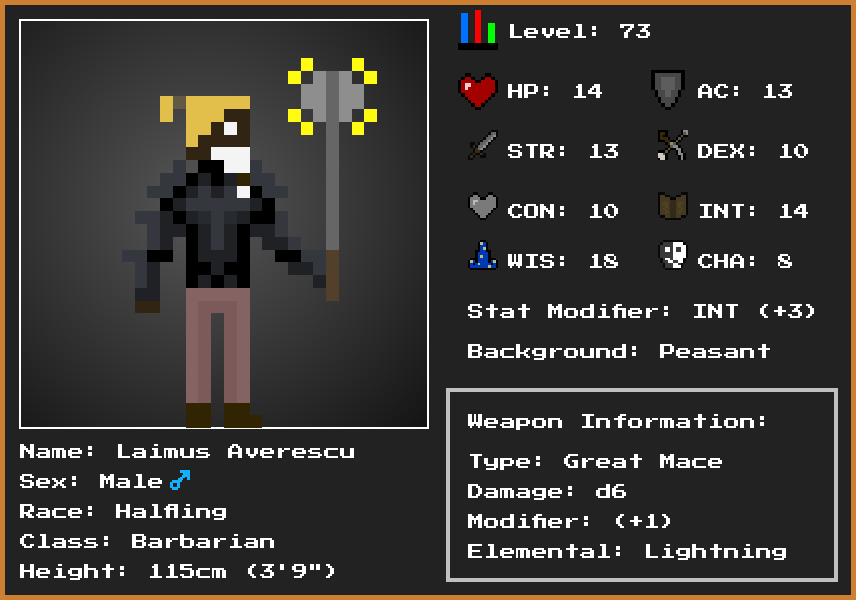 Level: 73
HP: 14
AC: 13
STR: 13
DEX: 10
CON: 10
INT: 14
WIS: 18
CHA: 8
Stat Modifier: INT (+3)
Background: Peasant
Weapon Information:
Type: Great Mace
Damage: d6
Modifier: (+1)
Elemental: Lightning
Name: Laimus Averescu
Sex: Male♂
Race: Halfling
Class: Barbarian
Height: 115cm (3'9")